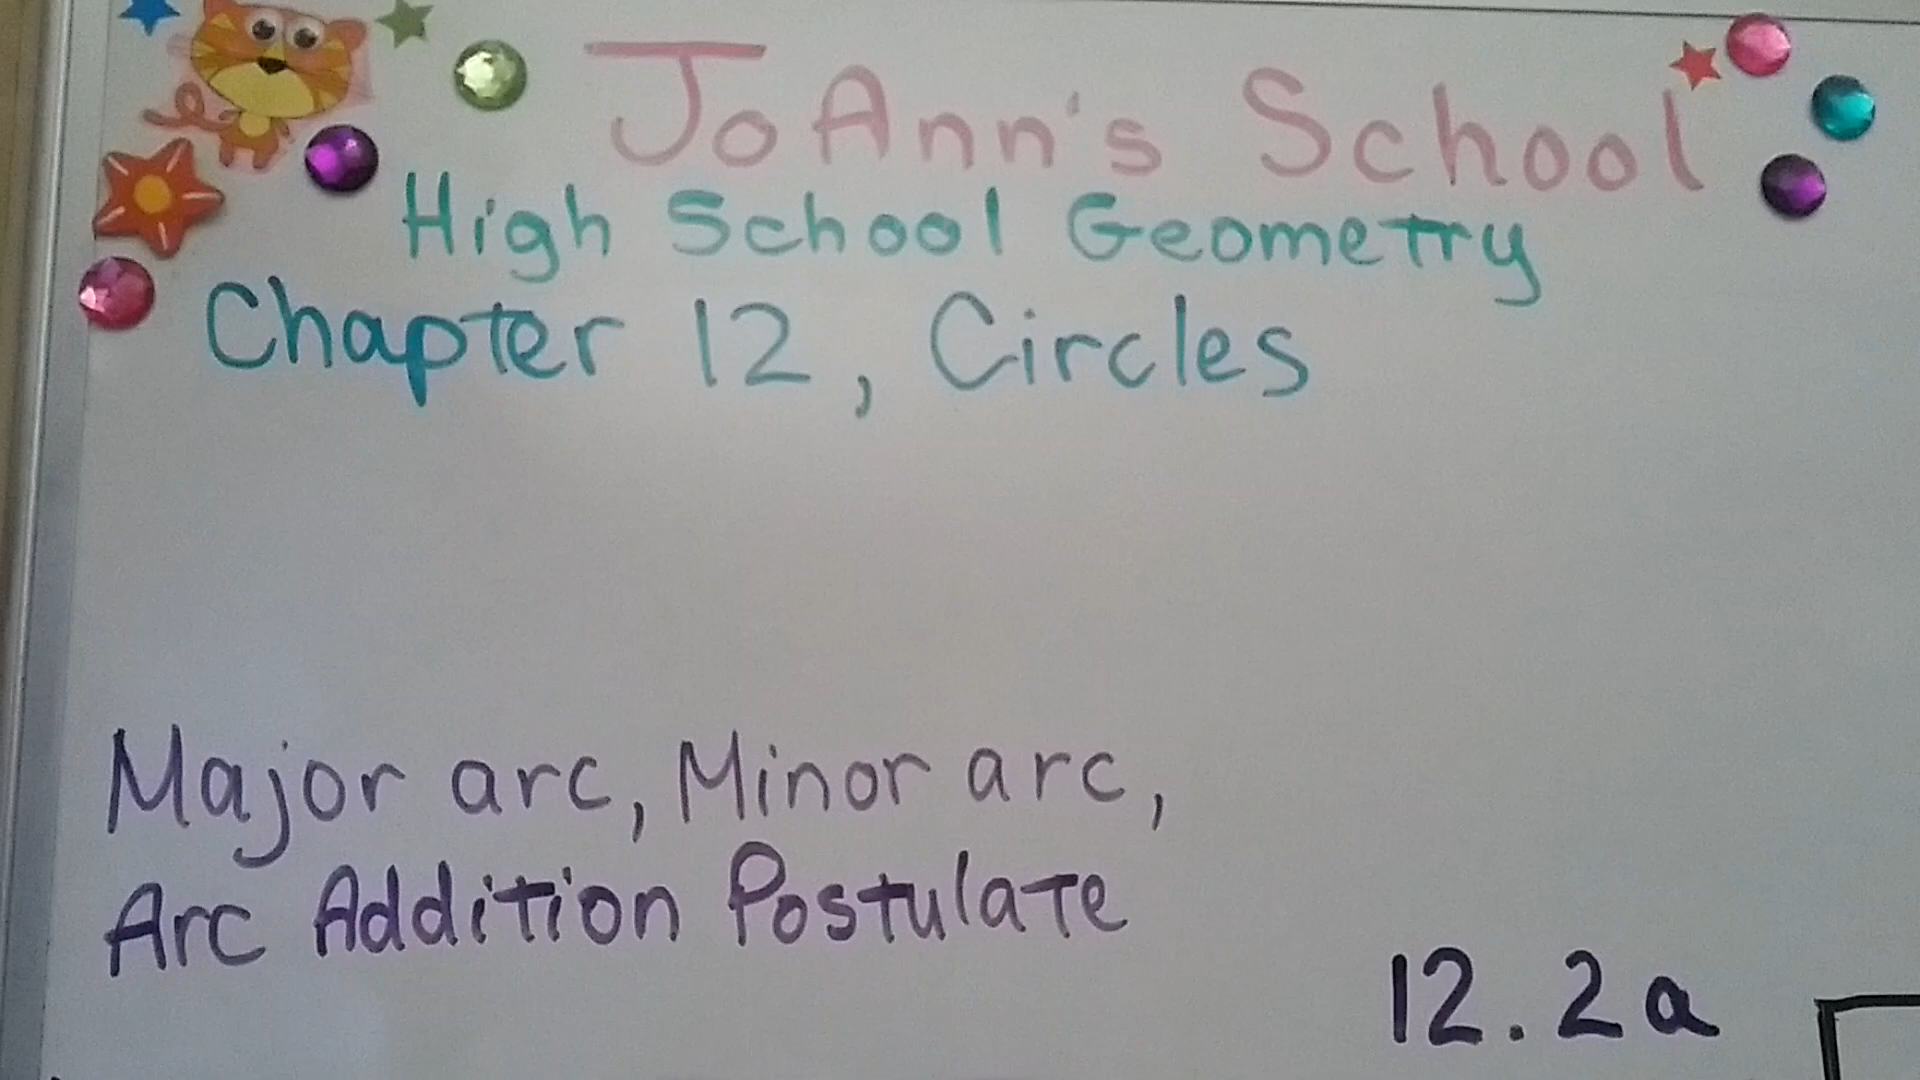 JoAnn's School
High School Geometry
Chapter 12, Circles
Major arc, Minor arc,
Arc Addition Postulate
12.2a